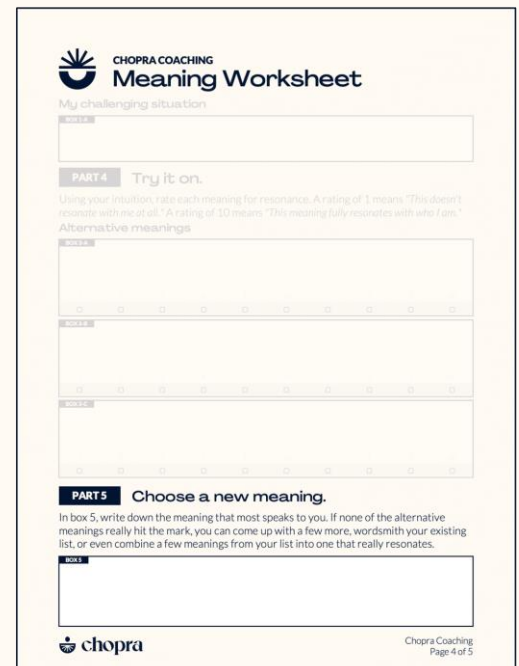 CHOPRA COACHING
Meaning Worksheet
My challenging situation
PART 4 Try it on.
Using your intuition, rate each meaning for resonance. A rating of 1 means "This doesn't
resonate with me at all." A rating of 10 means "This meaning fully resonates with who I am."
Alternative meanings
BOX 3-A
BOX 3-B
BOX 3-C
PART 5 Choose a new meaning.
In box 5, write down the meaning that most speaks to you. If none of the alternative
meanings really hit the mark, you can come up with a few more, wordsmith your existing
list, or even combine a few meanings from your list into one that really resonates.
BOX 5
chopra
Chopra Coaching
Page 4 of 5